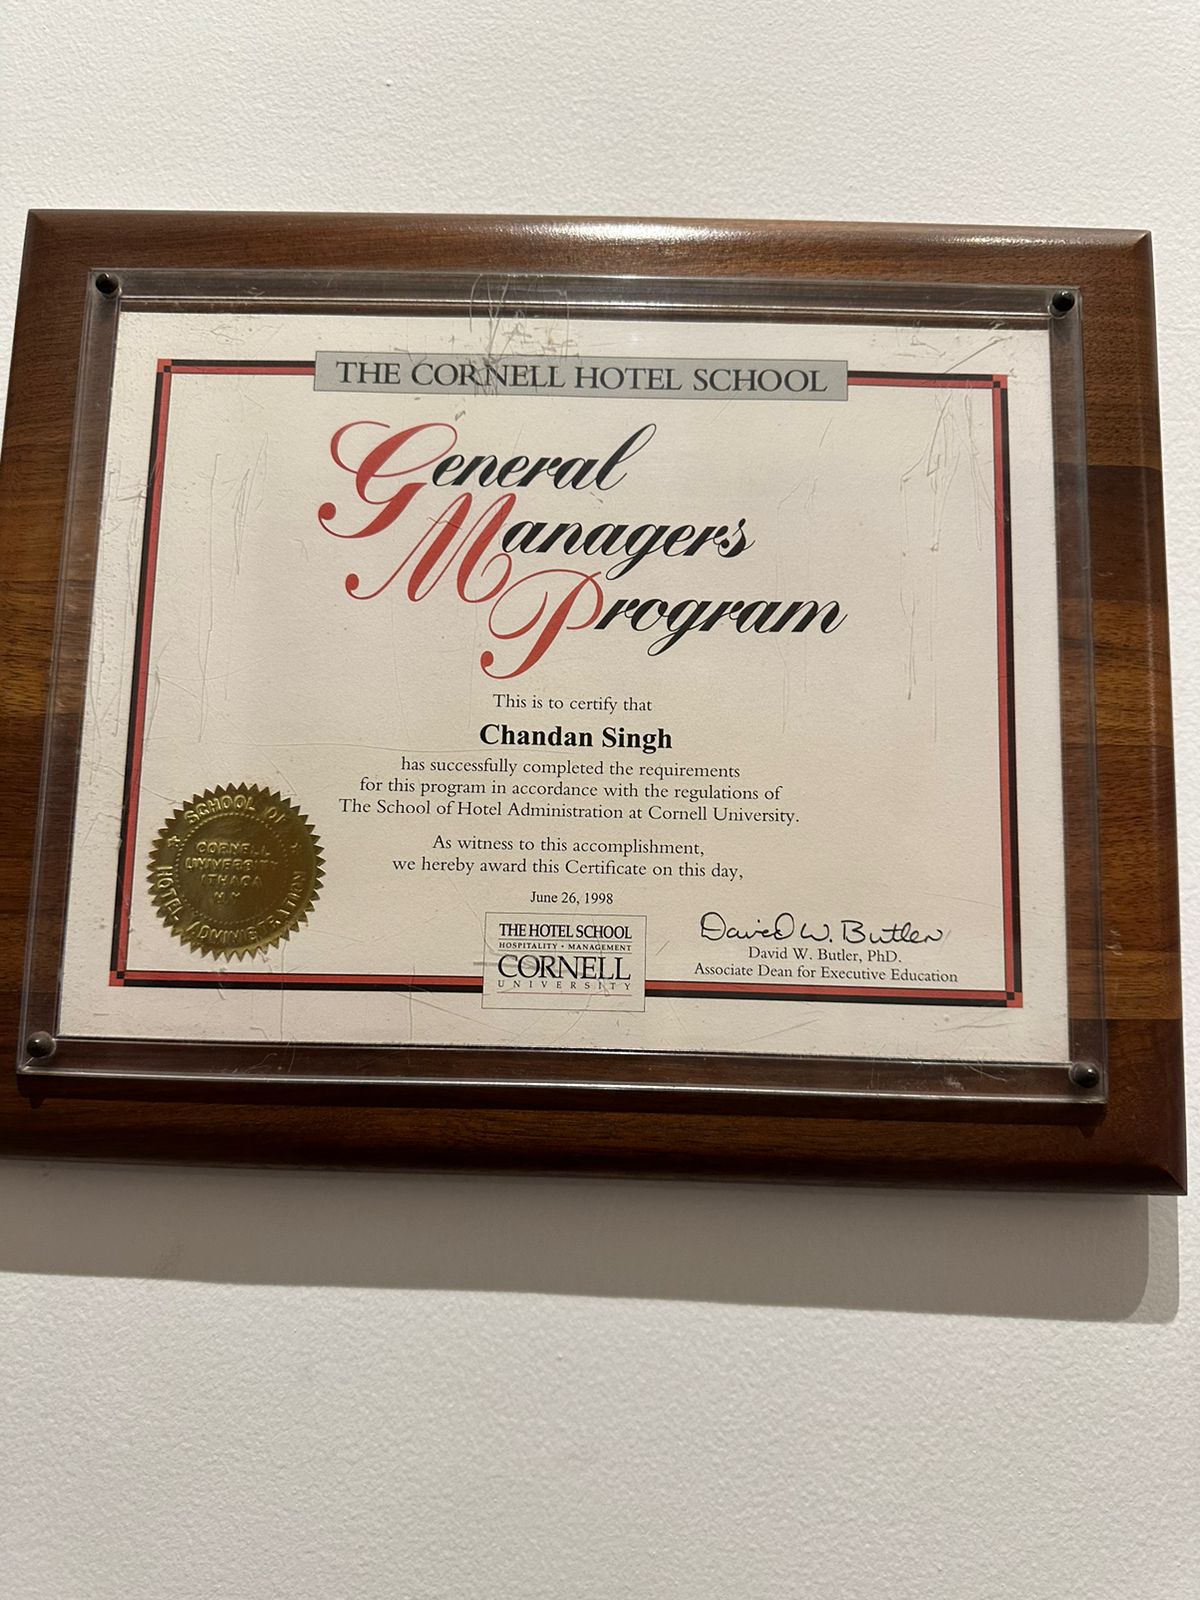 THE CORNELL HOTEL SCHOOL
General
Managers
Program
This is to certify that
Chandan Singh
has successfully completed the requirements
for this program in accordance with the regulations of
The School of Hotel Administration at Cornell University.
As witness to this accomplishment,
we hereby award this Certificate on this day,
June 26, 1998
SCHOOL OF
HOTEL ADMINISTRATION
CORNELL
UNIVERSITY
ITHACA
N.Y.
THE HOTEL SCHOOL
HOSPITALITY • MANAGEMENT
CORNELL
UNIVERSITY
David W. Butler
David W. Butler, PhD.
Associate Dean for Executive Education